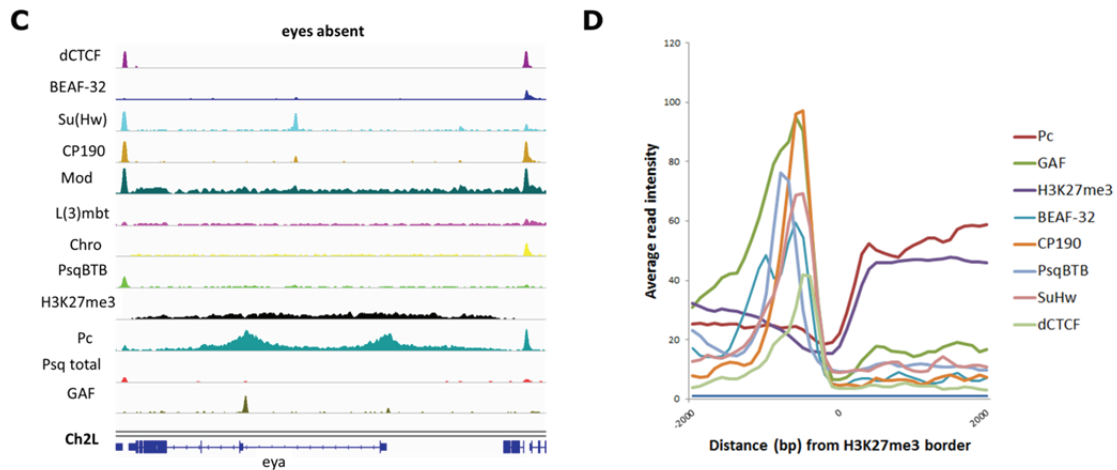 C
eyes absent
dCTCF
BEAF-32
Su(Hw)
CP190
Mod
L(3)mbt
Chro
PsqBTB
H3K27me3
Pc
Psq total
GAF
Ch2L
eya
D
Average read intensity
120
100
80
60
40
20
0
-2000
0
2000
Distance (bp) from H3K27me3 border
Pc
GAF
H3K27me3
BEAF-32
CP190
PsqBTB
SuHw
dCTCF